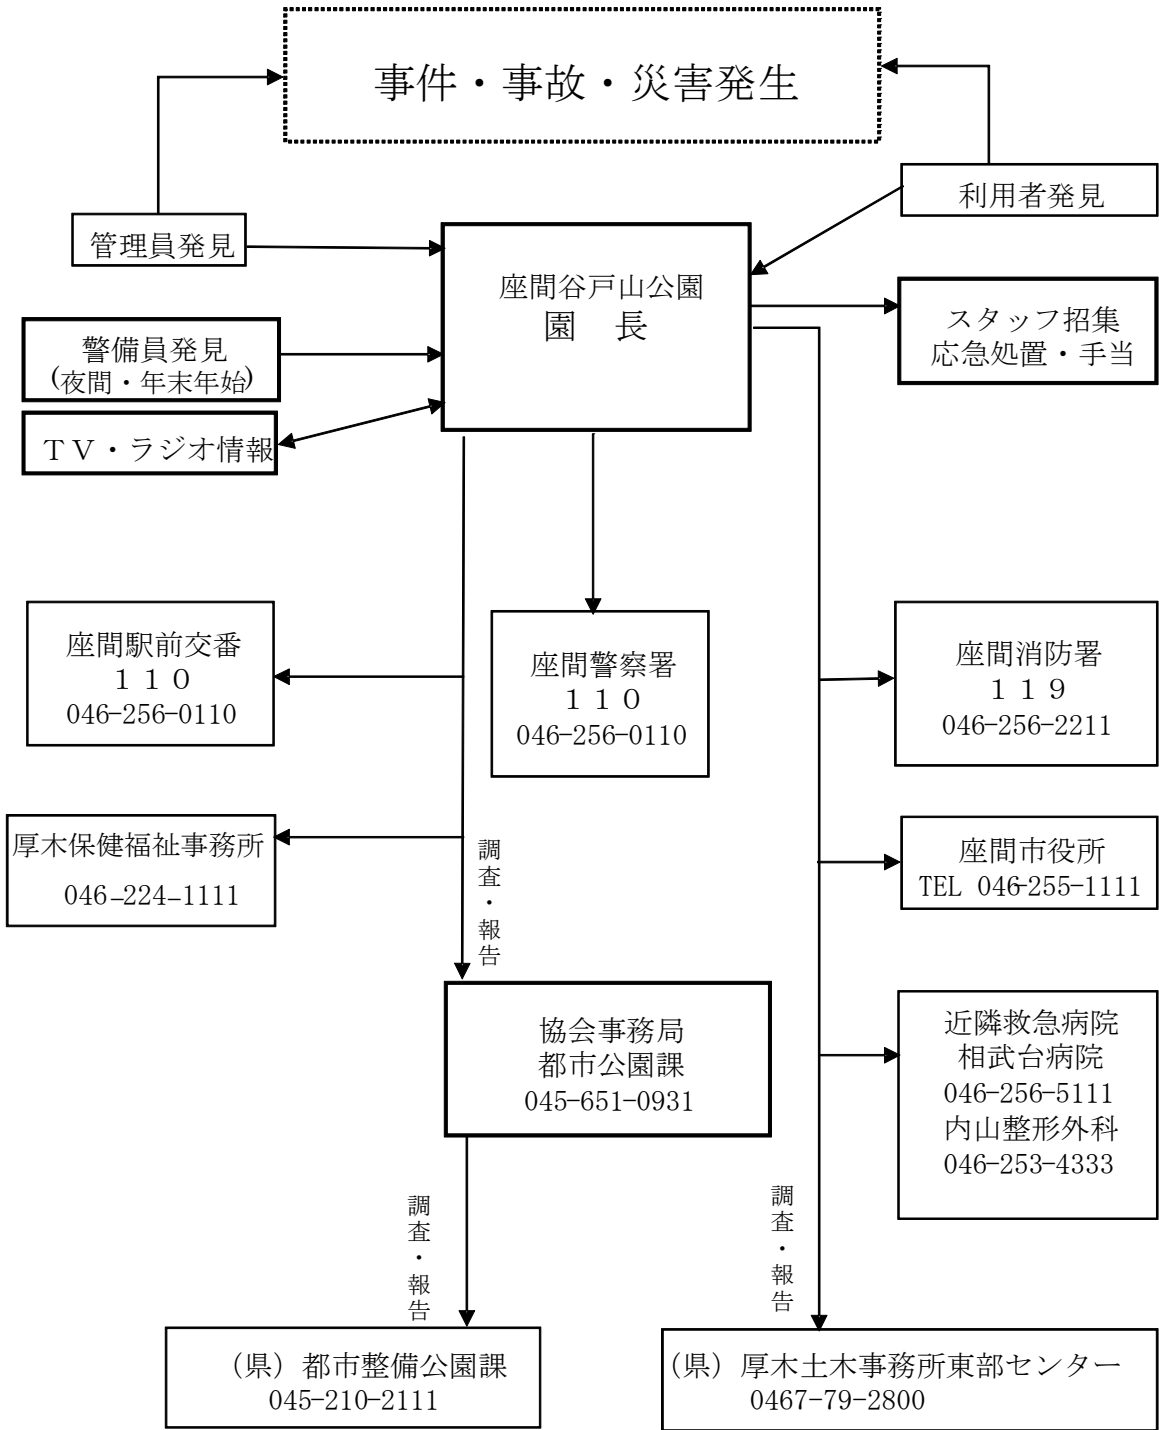 事件・事故・災害発生
利用者発見
管理員発見
座間谷戸山公園
園　長
スタッフ招集
応急処置・手当
警備員発見
(夜間・年末年始)
ＴＶ・ラジオ情報
座間駅前交番
１１０
046-256-0110
座間警察署
１１０
046-256-0110
座間消防署
１１９
046-256-2211
厚木保健福祉事務所
046-224-1111
調査・報告
座間市役所
TEL 046-255-1111
協会事務局
都市公園課
045-651-0931
近隣救急病院
相武台病院
046-256-5111
内山整形外科
046-253-4333
調査・報告
調査・報告
（県）都市整備公園課
045-210-2111
（県）厚木土木事務所東部センター
0467-79-2800